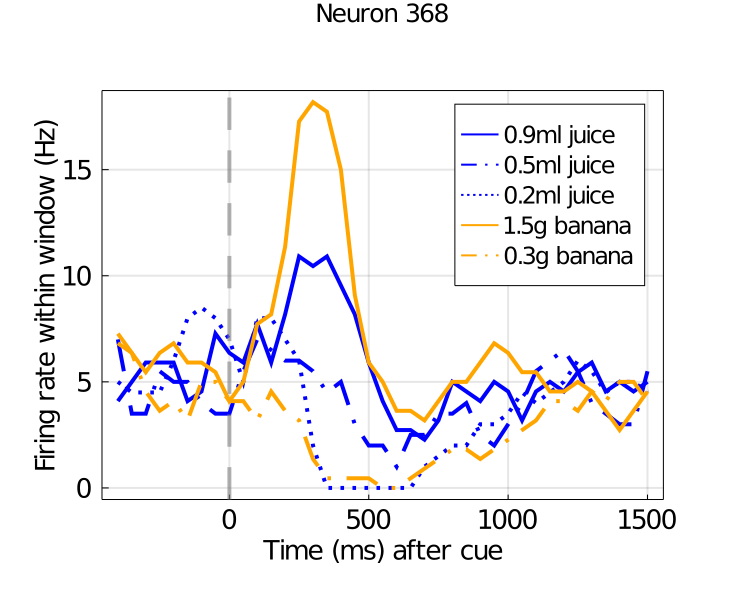 Neuron 368
Firing rate within window (Hz)
15
10
5
0
0.9ml juice
0.5ml juice
0.2ml juice
1.5g banana
0.3g banana
0 500 1000 1500
Time (ms) after cue